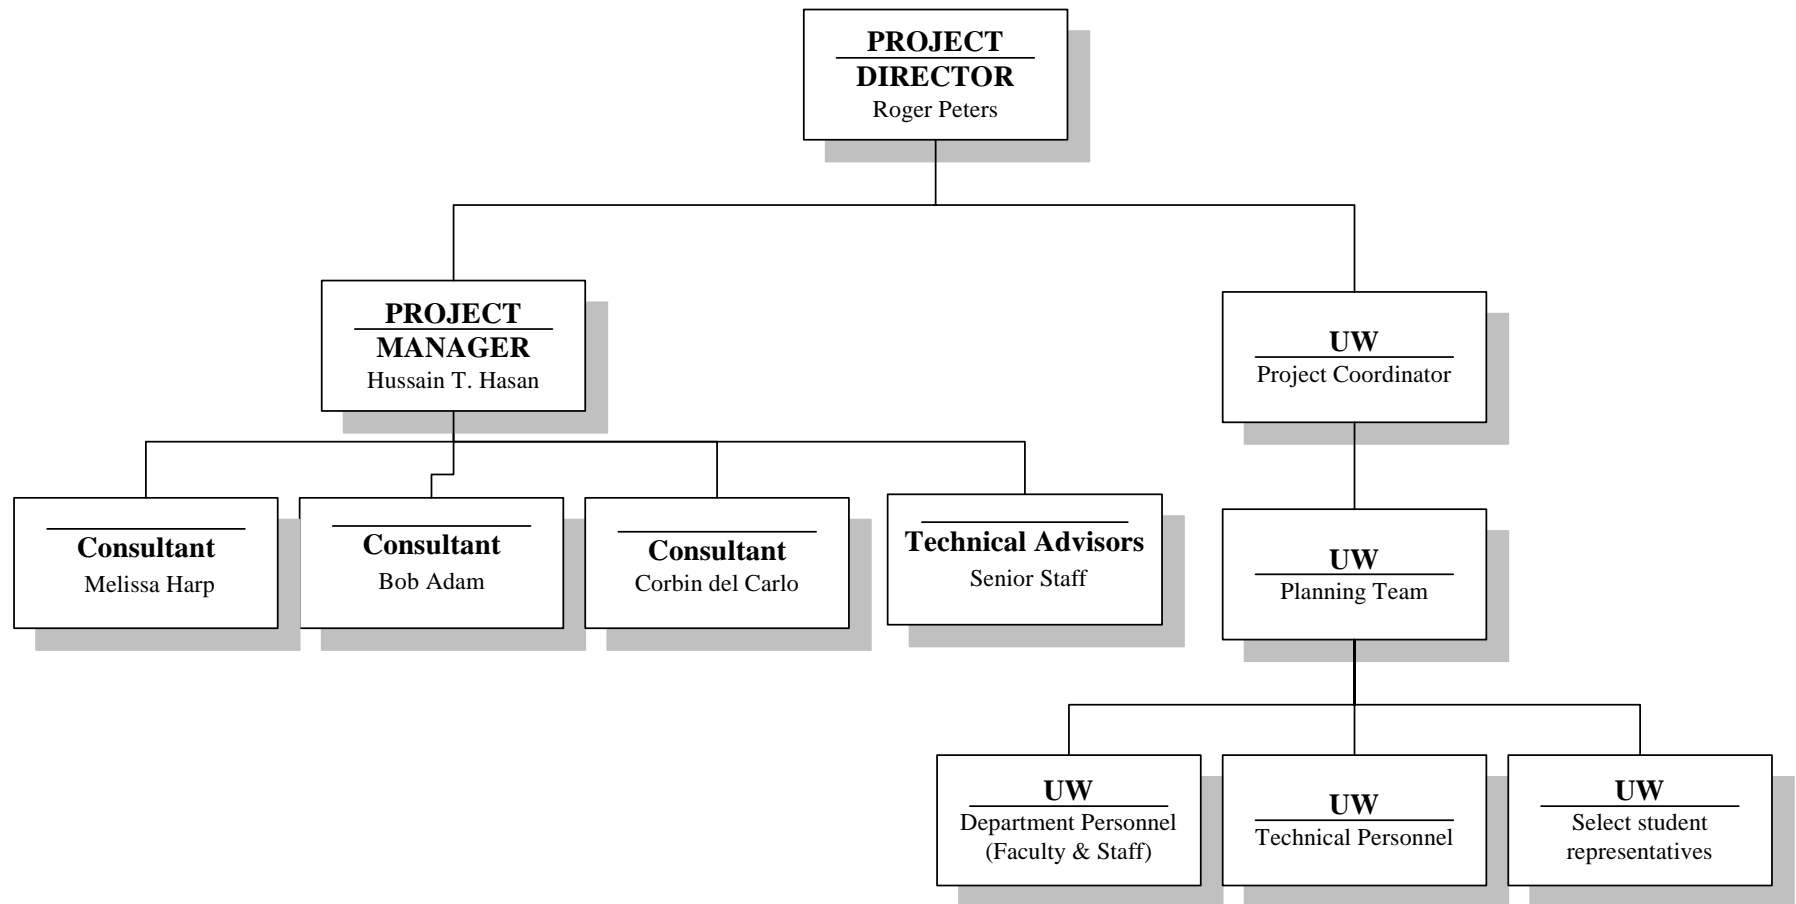 PROJECT
DIRECTOR
Roger Peters
PROJECT
MANAGER
Hussain T. Hasan
UW
Project Coordinator
Consultant
Melissa Harp
Consultant
Bob Adam
Consultant
Corbin del Carlo
Technical Advisors
Senior Staff
UW
Planning Team
UW
Department Personnel
(Faculty & Staff)
UW
Technical Personnel
UW
Select student
representatives